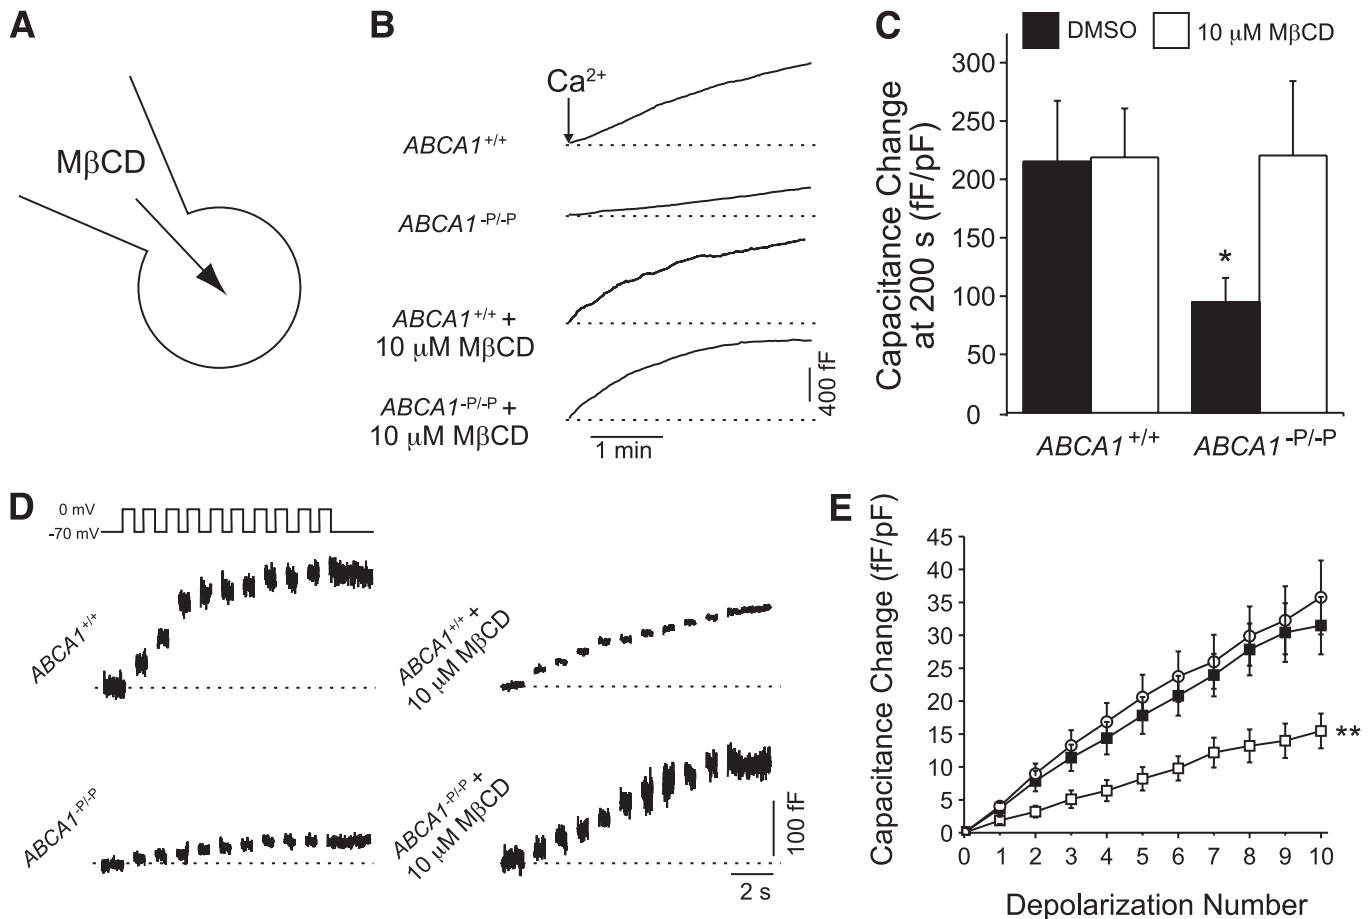 A
MβCD
B
Ca²⁺
ABCA1⁺/⁺
ABCA1⁻ᴾ/⁻ᴾ
ABCA1⁺/⁺ +
10 μM MβCD
ABCA1⁻ᴾ/⁻ᴾ +
10 μM MβCD
400 fF
1 min
C
DMSO
10 μM MβCD
Capacitance Change
at 200 s (fF/pF)
300
250
200
150
100
50
0
*
ABCA1⁺/⁺
ABCA1⁻ᴾ/⁻ᴾ
D
0 mV
-70 mV
ABCA1⁺/⁺
ABCA1⁺/⁺ +
10 μM MβCD
ABCA1⁻ᴾ/⁻ᴾ
ABCA1⁻ᴾ/⁻ᴾ +
10 μM MβCD
100 fF
2 s
E
Capacitance Change (fF/pF)
45
40
35
30
25
20
15
10
5
0
**
0 1 2 3 4 5 6 7 8 9 10
Depolarization Number